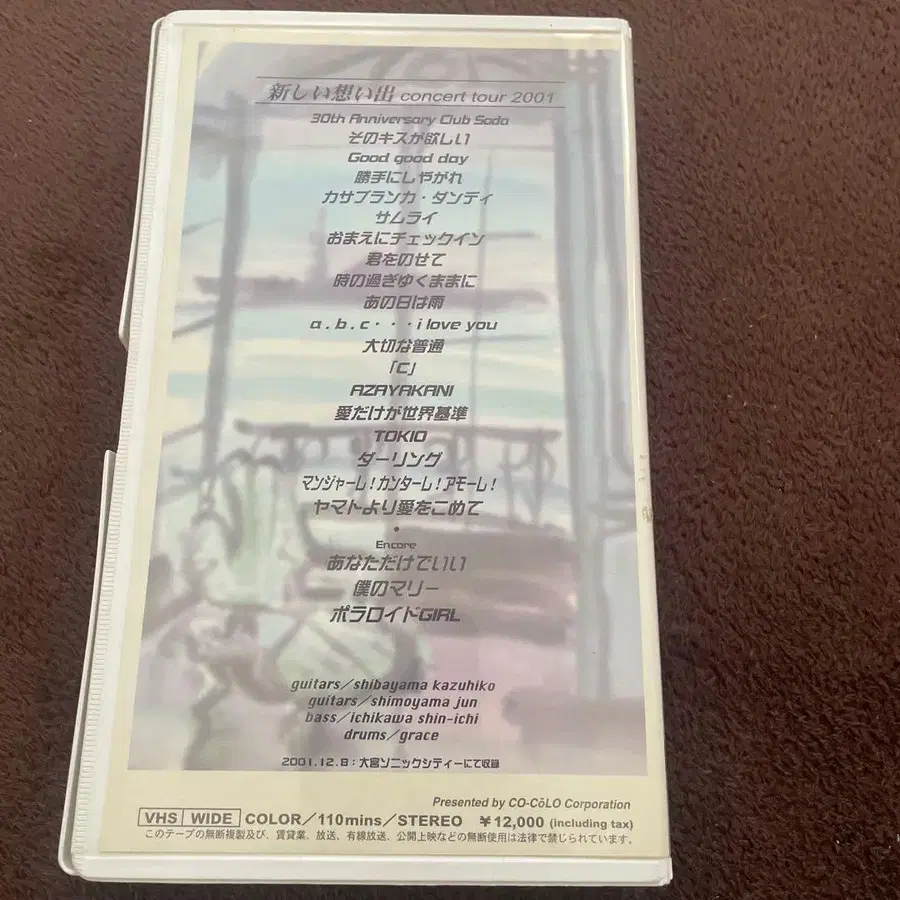 新しい想い出 concert tour 2001
30th Anniversary Club Soda
そのキスが欲しい
Good good day
勝手にしやがれ
カサブランカ・ダンディ
サムライ
おまえにチェックイン
君をのせて
時の過ぎゆくままに
あの日は雨
a.b.c・・・i love you
大切な普通
「C」
AZAYAKANI
愛だけが世界基準
TOKIO
ダーリング
マンジャーレ!カンターレ!アモーレ!
ヤマトより愛をこめて
•
Encore
あなただけでいい
僕のマリー
ポラロイドGIRL
guitars/shibayama kazuhiko
guitars/shimoyama jun
bass/ichikawa shin-ichi
drums/grace
2001.12.8:大宮ソニックシティーにて収録
Presented by CO-CōLO Corporation
VHS WIDE COLOR/110mins/STEREO ¥12,000 (including tax)
このテープの無断複製及び、賃貸業、放送、有線放送、公開上映などの無断使用は法律で禁じられています。